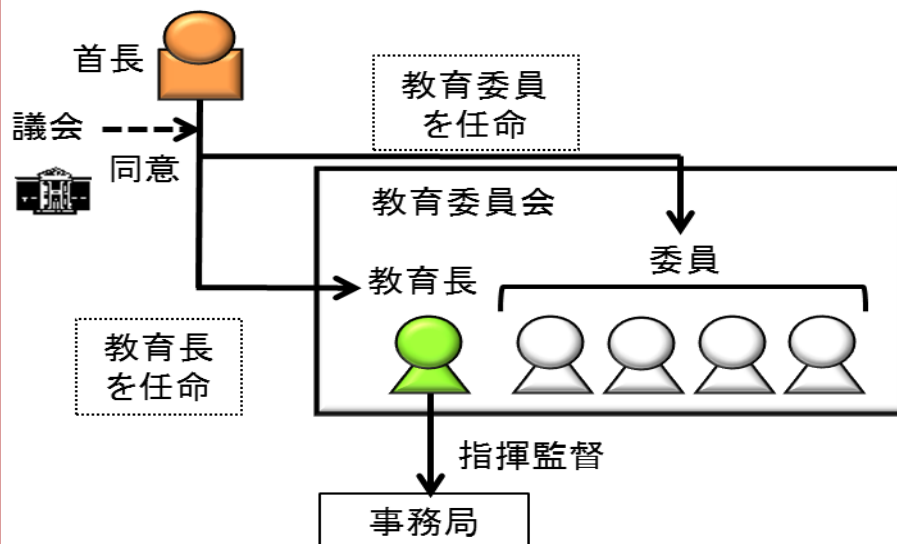 首長
教育委員
を任命
議会
同意
教育委員会
委員
教育長
教育長
を任命
指揮監督
事務局